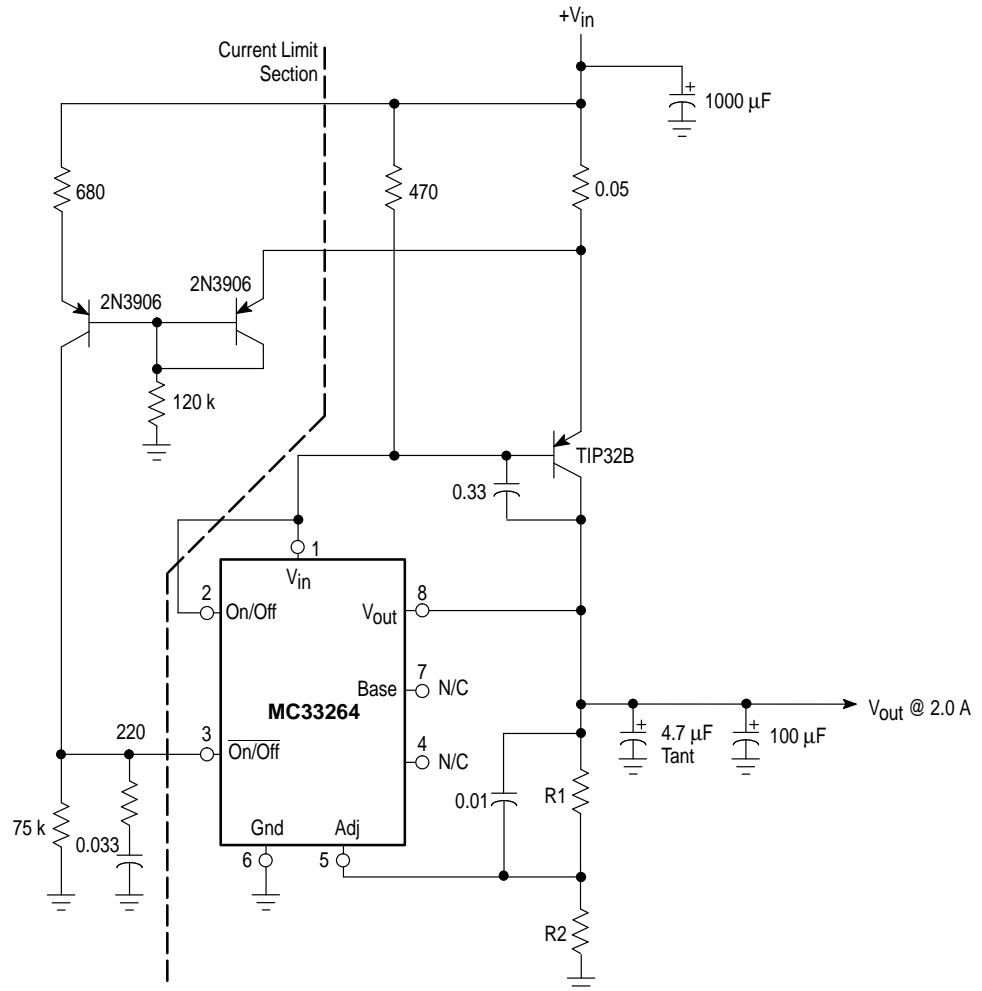 +Vin
Current Limit
Section
1000 µF
680
470
0.05
2N3906
2N3906
120 k
TIP32B
0.33
1
Vin
2
On/Off
8
Vout
7
Base
N/C
MC33264
Vout @ 2.0 A
220
3
On/Off
4
N/C
4.7 µF
Tant
100 µF
0.01
R1
75 k
0.033
Gnd
Adj
6
5
R2